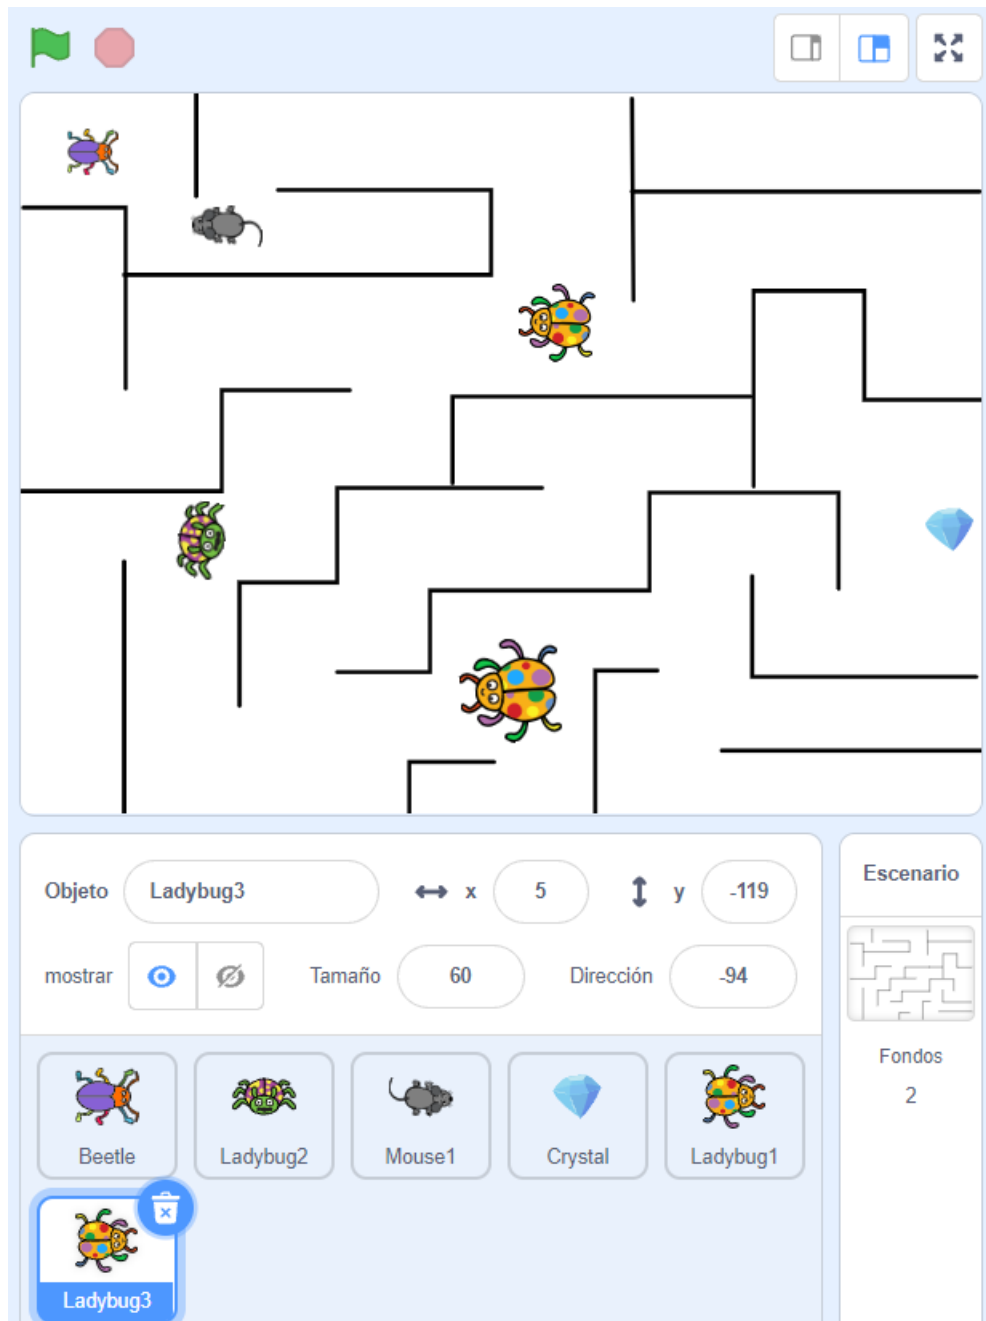 Objeto Ladybug3 x 5 y -119
mostrar Tamaño 60 Dirección -94
Escenario
Fondos
2
Beetle Ladybug2 Mouse1 Crystal Ladybug1
Ladybug3